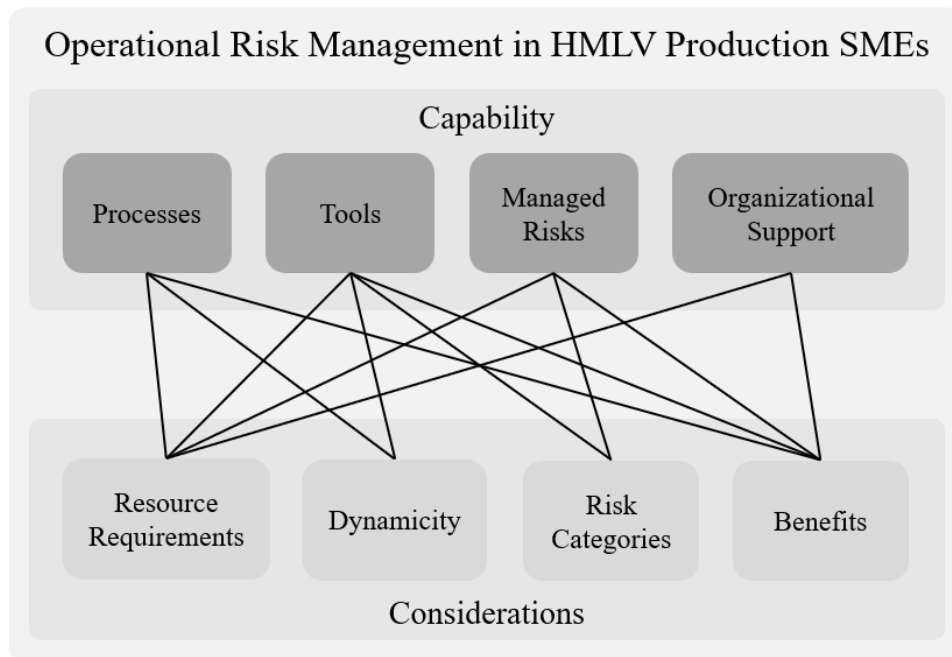 Operational Risk Management in HMLV Production SMEs
Capability
Processes
Tools
Managed
Risks
Organizational
Support
Resource
Requirements
Dynamicity
Risk
Categories
Benefits
Considerations